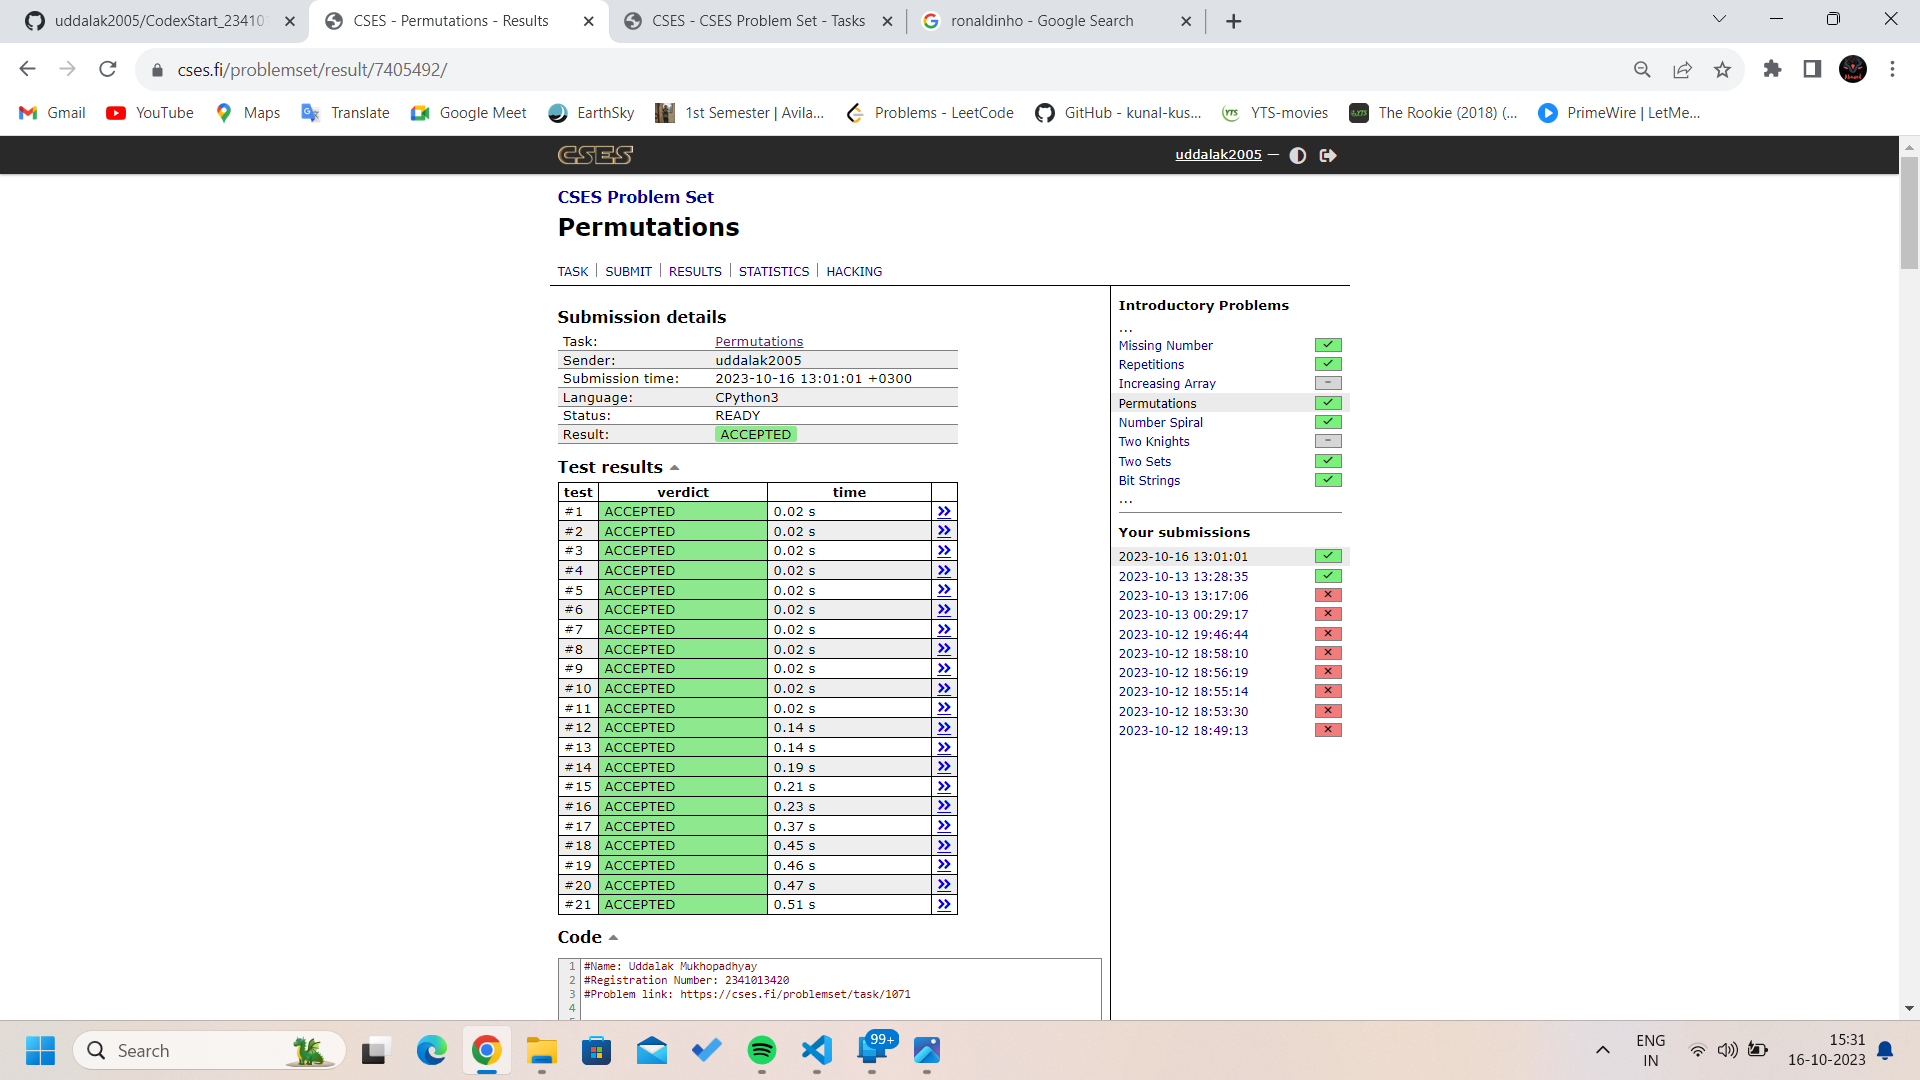 uddalak2005/CodexStart_23410
CSES - Permutations - Results
CSES - CSES Problem Set - Tasks
ronaldinho - Google Search
cses.fi/problemset/result/7405492/
Gmail
YouTube
Maps
Translate
Google Meet
EarthSky
1st Semester | Avila...
Problems - LeetCode
GitHub - kunal-kus...
YTS-movies
The Rookie (2018) (...
PrimeWire | LetMe...
CSES
uddalak2005 —
CSES Problem Set
Permutations
TASK | SUBMIT | RESULTS | STATISTICS | HACKING
Submission details
Task: Permutations
Sender: uddalak2005
Submission time: 2023-10-16 13:01:01 +0300
Language: CPython3
Status: READY
Result: ACCEPTED
Test results
test verdict time
#1 ACCEPTED 0.02 s »
#2 ACCEPTED 0.02 s »
#3 ACCEPTED 0.02 s »
#4 ACCEPTED 0.02 s »
#5 ACCEPTED 0.02 s »
#6 ACCEPTED 0.02 s »
#7 ACCEPTED 0.02 s »
#8 ACCEPTED 0.02 s »
#9 ACCEPTED 0.02 s »
#10 ACCEPTED 0.02 s »
#11 ACCEPTED 0.02 s »
#12 ACCEPTED 0.14 s »
#13 ACCEPTED 0.14 s »
#14 ACCEPTED 0.19 s »
#15 ACCEPTED 0.21 s »
#16 ACCEPTED 0.23 s »
#17 ACCEPTED 0.37 s »
#18 ACCEPTED 0.45 s »
#19 ACCEPTED 0.46 s »
#20 ACCEPTED 0.47 s »
#21 ACCEPTED 0.51 s »
Code
1 #Name: Uddalak Mukhopadhyay
2 #Registration Number: 2341013420
3 #Problem link: https://cses.fi/problemset/task/1071
4
Introductory Problems
...
Missing Number
Repetitions
Increasing Array
Permutations
Number Spiral
Two Knights
Two Sets
Bit Strings
...
Your submissions
2023-10-16 13:01:01
2023-10-13 13:28:35
2023-10-13 13:17:06
2023-10-13 00:29:17
2023-10-12 19:46:44
2023-10-12 18:58:10
2023-10-12 18:56:19
2023-10-12 18:55:14
2023-10-12 18:53:30
2023-10-12 18:49:13
Search
99+
ENG
IN
15:31
16-10-2023